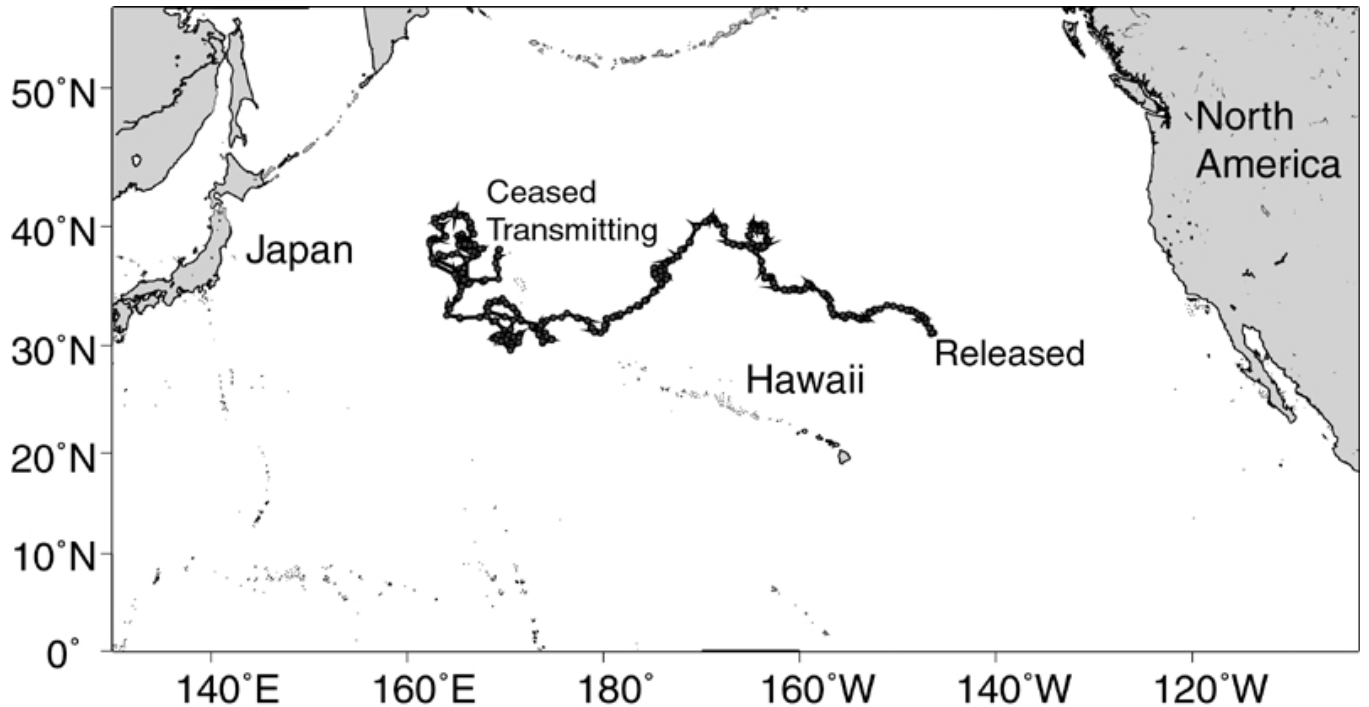 50°N
North
America
Ceased
Transmitting
40°N
Japan
30°N
Released
Hawaii
20°N
10°N
0°
140°E
160°E
180°
160°W
140°W
120°W